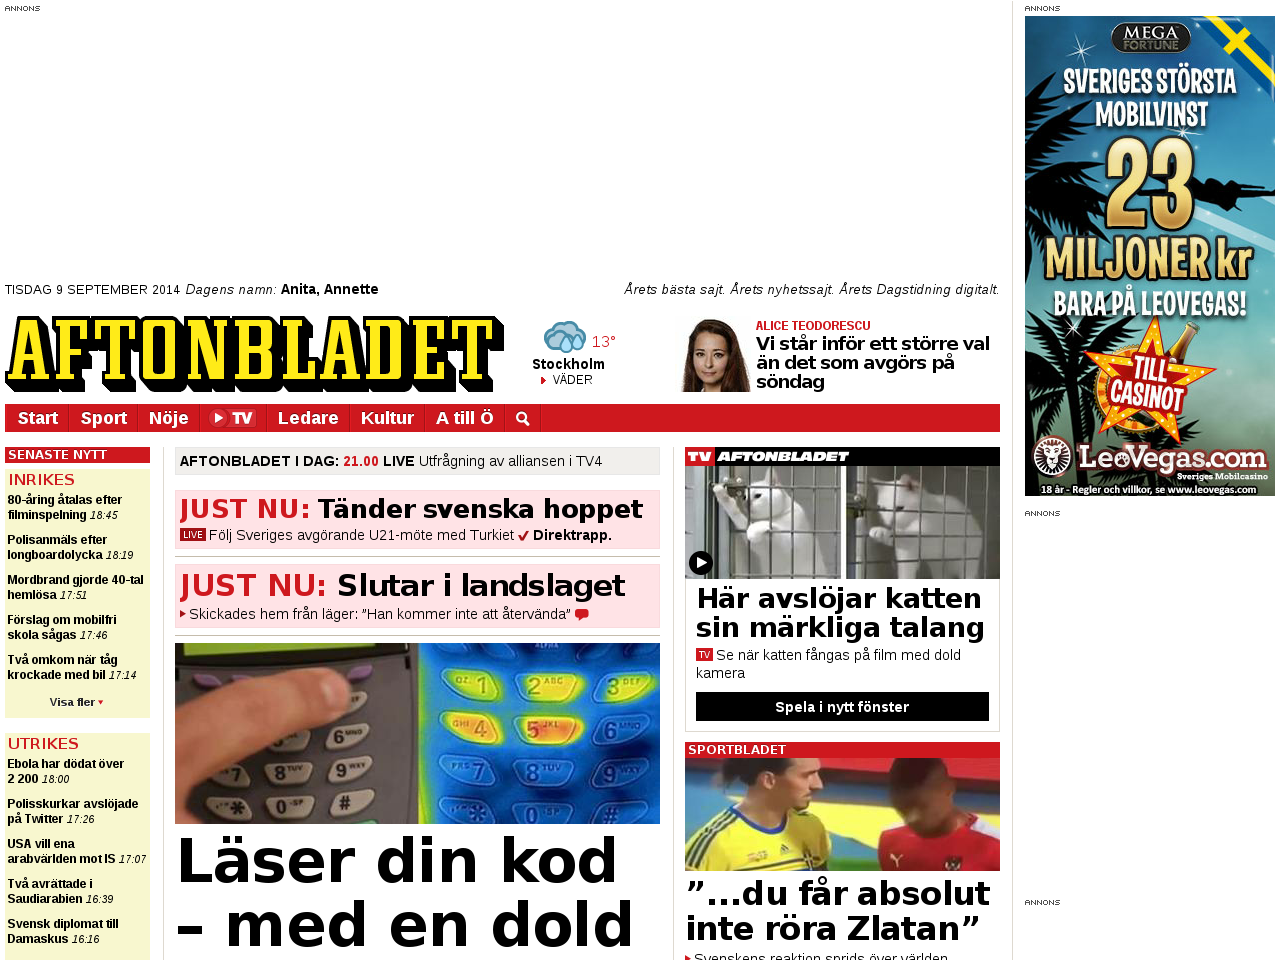 ANNONS
TISDAG 9 SEPTEMBER 2014 Dagens namn: Anita, Annette
Årets bästa sajt. Årets nyhetssajt. Årets Dagstidning digitalt.
AFTONBLADET
13°
Stockholm
VÄDER
ALICE TEODORESCU
Vi står inför ett större val
än det som avgörs på
söndag
Start Sport Nöje TV Ledare Kultur A till Ö
SENASTE NYTT
INRIKES
80-åring åtalas efter
filminspelning 18:45
Polisanmäls efter
longboardolycka 18:19
Mordbrand gjorde 40-tal
hemlösa 17:51
Förslag om mobilfri
skola sågas 17:46
Två omkom när tåg
krockade med bil 17:14
Visa fler
UTRIKES
Ebola har dödat över
2 200 18:00
Polisskurkar avslöjade
på Twitter 17:26
USA vill ena
arabvärlden mot IS 17:07
Två avrättade i
Saudiarabien 16:39
Svensk diplomat till
Damaskus 16:16
AFTONBLADET I DAG: 21.00 LIVE Utfrågning av alliansen i TV4
JUST NU: Tänder svenska hoppet
LIVE Följ Sveriges avgörande U21-möte med Turkiet Direktrapp.
JUST NU: Slutar i landslaget
Skickades hem från läger: ”Han kommer inte att återvända”
Läser din kod
– med en dold
TV AFTONBLADET
Här avslöjar katten
sin märkliga talang
TV Se när katten fångas på film med dold
kamera
Spela i nytt fönster
SPORTBLADET
”...du får absolut
inte röra Zlatan”
Svenskens reaktion sprids över världen
ANNONS
MEGA
FORTUNE
SVERIGES STÖRSTA
MOBILVINST
23
MILJONER kr
BARA PÅ LEOVEGAS!
TILL
CASINOT
LeoVegas.com
Sveriges Mobilcasino
18 år - Regler och villkor, se www.leovegas.com
ANNONS
ANNONS